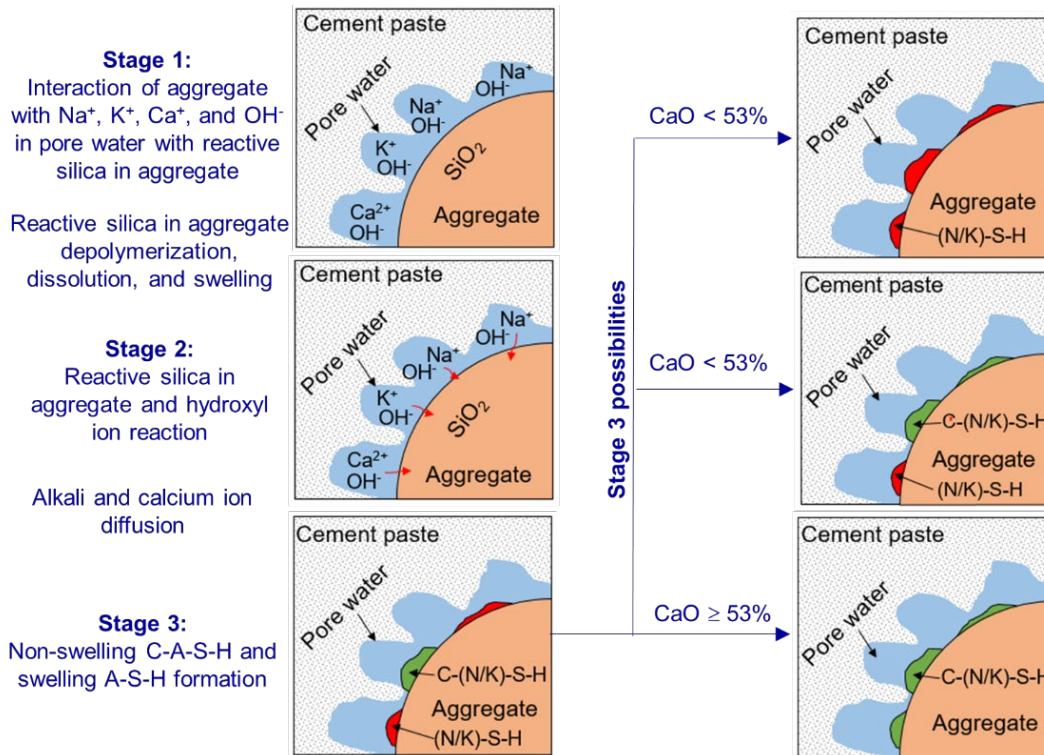 Stage 1:
Interaction of aggregate
with Na⁺, K⁺, Ca⁺, and OH⁻
in pore water with reactive
silica in aggregate
Reactive silica in aggregate
depolymerization,
dissolution, and swelling
Stage 2:
Reactive silica in
aggregate and hydroxyl
ion reaction
Alkali and calcium ion
diffusion
Stage 3:
Non-swelling C-A-S-H and
swelling A-S-H formation
Cement paste
Pore water
Na⁺
OH⁻
Na⁺
OH⁻
K⁺
OH⁻
Ca²⁺
OH⁻
SiO₂
Aggregate
Cement paste
Pore water
Na⁺
OH⁻
Na⁺
OH⁻
K⁺
OH⁻
Ca²⁺
OH⁻
SiO₂
Aggregate
Cement paste
Pore water
C-(N/K)-S-H
Aggregate
(N/K)-S-H
Stage 3 possibilities
CaO < 53%
CaO < 53%
CaO ≥ 53%
Cement paste
Pore water
Aggregate
(N/K)-S-H
Cement paste
Pore water
C-(N/K)-S-H
Aggregate
(N/K)-S-H
Cement paste
Pore water
C-(N/K)-S-H
Aggregate